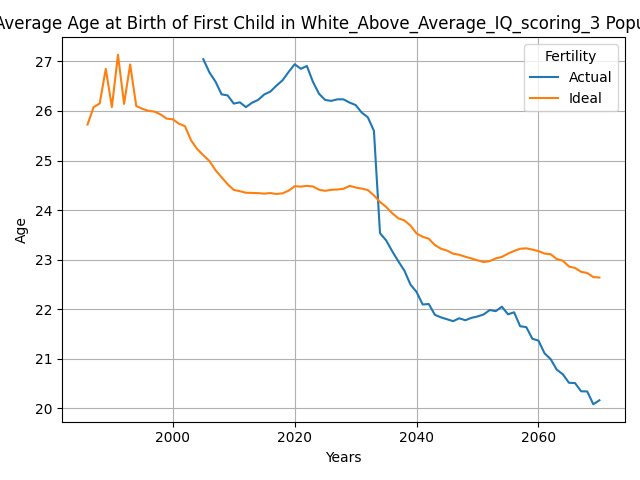 Average Age at Birth of First Child in White_Above_Average_IQ_scoring_3
Fertility
Actual
Ideal
27
26
25
24
23
22
21
20
Age
2000
2020
2040
2060
Years